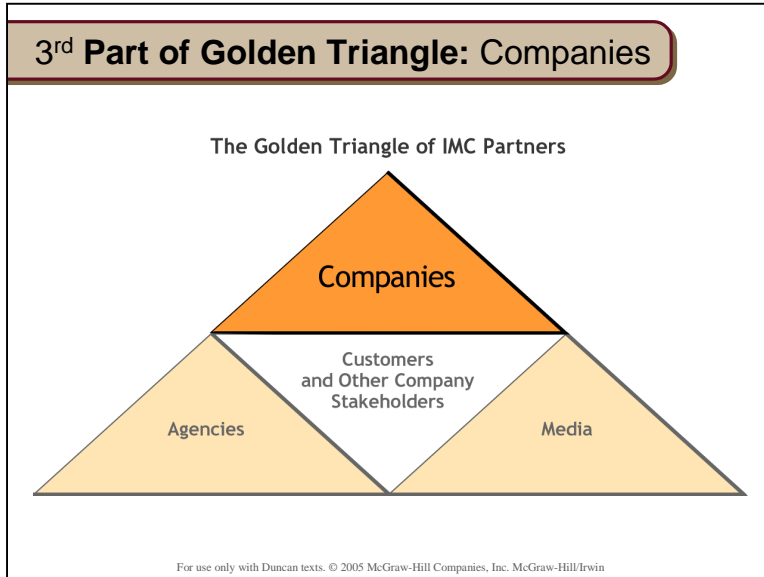 3rd Part of Golden Triangle: Companies
The Golden Triangle of IMC Partners
Companies
Customers
and Other Company
Stakeholders
Agencies
Media
For use only with Duncan texts. © 2005 McGraw-Hill Companies, Inc. McGraw-Hill/Irwin